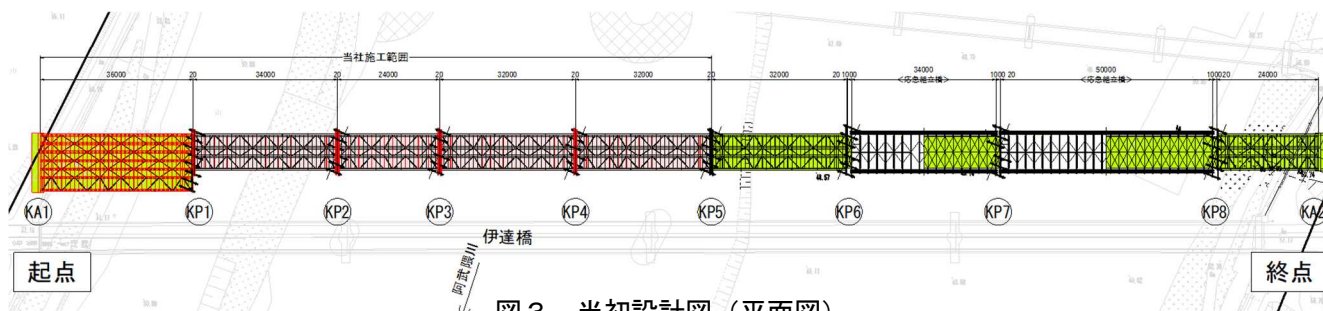 当社施工範囲
36000 20 34000 20 24000 20 32000 20 32000 20 32000 201000 34000 1000 20 50000 100020 24000
<応急組立橋> <応急組立橋>
KA1 KP1 KP2 KP3 KP4 KP5 KP6 KP7 KP8 KA2
伊達橋
阿武隈川
起点 終点
図3 当初設計図（平面図）